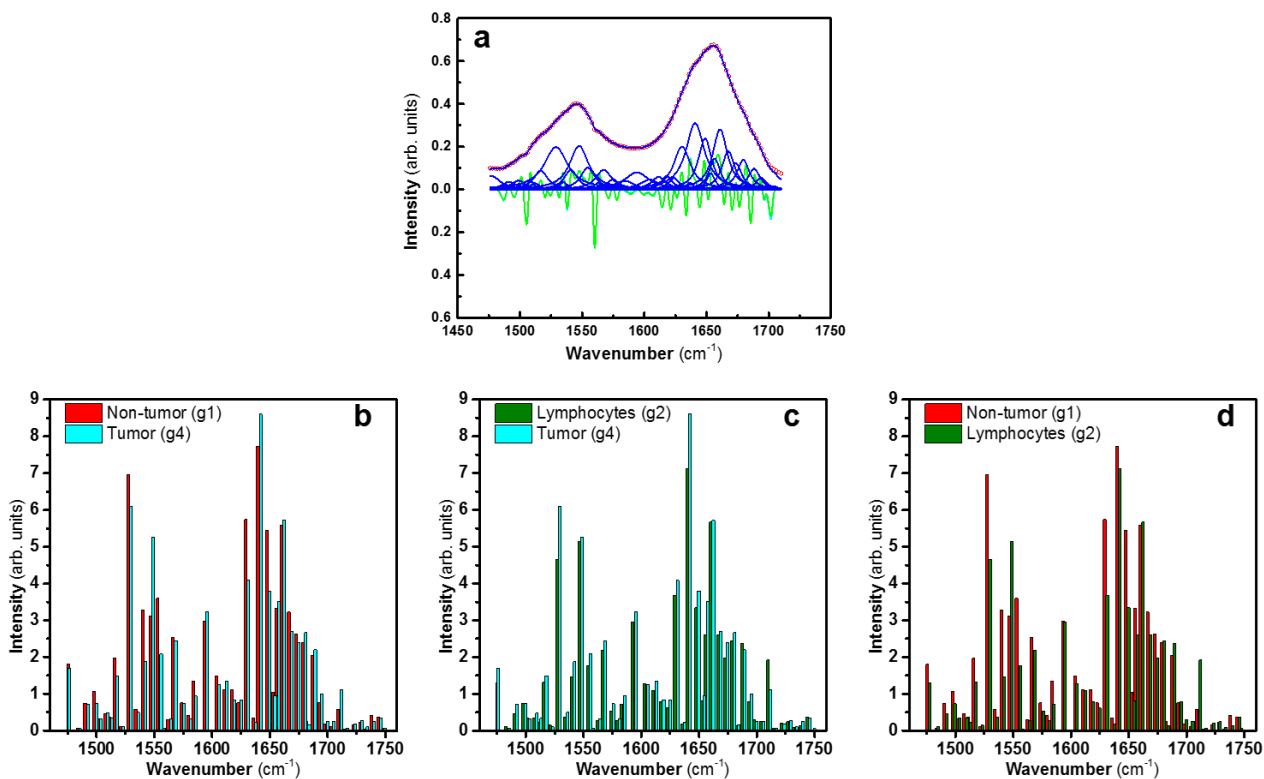 a
0.8
0.6
0.4
0.2
0.0
0.2
0.4
0.6
Intensity (arb. units)
1450 1500 1550 1600 1650 1700 1750
Wavenumber (cm⁻¹)
b
Non-tumor (g1)
Tumor (g4)
9
8
7
6
5
4
3
2
1
0
Intensity (arb. units)
1500 1550 1600 1650 1700 1750
Wavenumber (cm⁻¹)
c
Lymphocytes (g2)
Tumor (g4)
9
8
7
6
5
4
3
2
1
0
Intensity (arb. units)
1500 1550 1600 1650 1700 1750
Wavenumber (cm⁻¹)
d
Non-tumor (g1)
Lymphocytes (g2)
9
8
7
6
5
4
3
2
1
0
Intensity (arb. units)
1500 1550 1600 1650 1700 1750
Wavenumber (cm⁻¹)